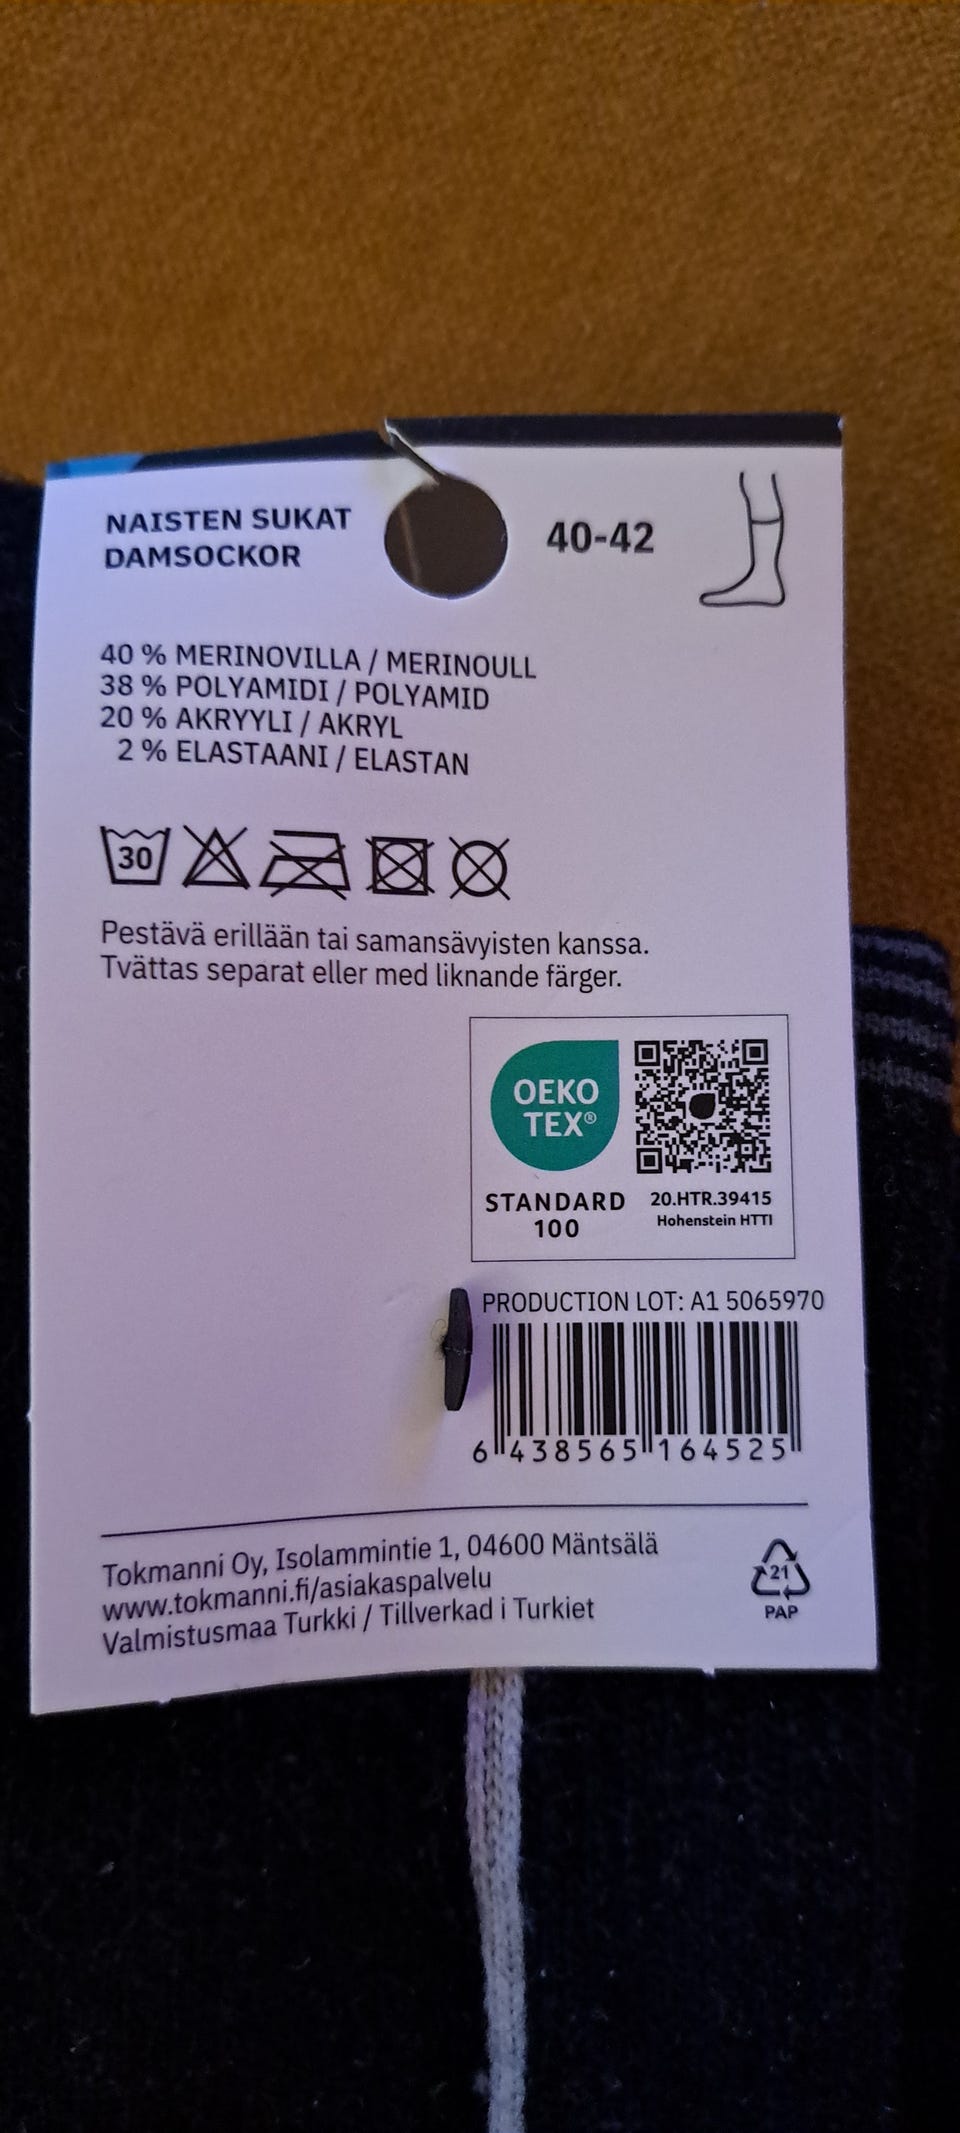 NAISTEN SUKAT
DAMSOCKOR
40-42
40 % MERINOVILLA / MERINOULL
38 % POLYAMIDI / POLYAMID
20 % AKRYYLI / AKRYL
2 % ELASTAANI / ELASTAN
30
Pestävä erillään tai samansävyisten kanssa.
Tvättas separat eller med liknande färger.
OEKO
TEX®
STANDARD
100
20.HTR.39415
Hohenstein HTTI
PRODUCTION LOT: A1 5065970
6 438565 164525
Tokmanni Oy, Isolammintie 1, 04600 Mäntsälä
www.tokmanni.fi/asiakaspalvelu
Valmistusmaa Turkki / Tillverkad i Turkiet
21
PAP